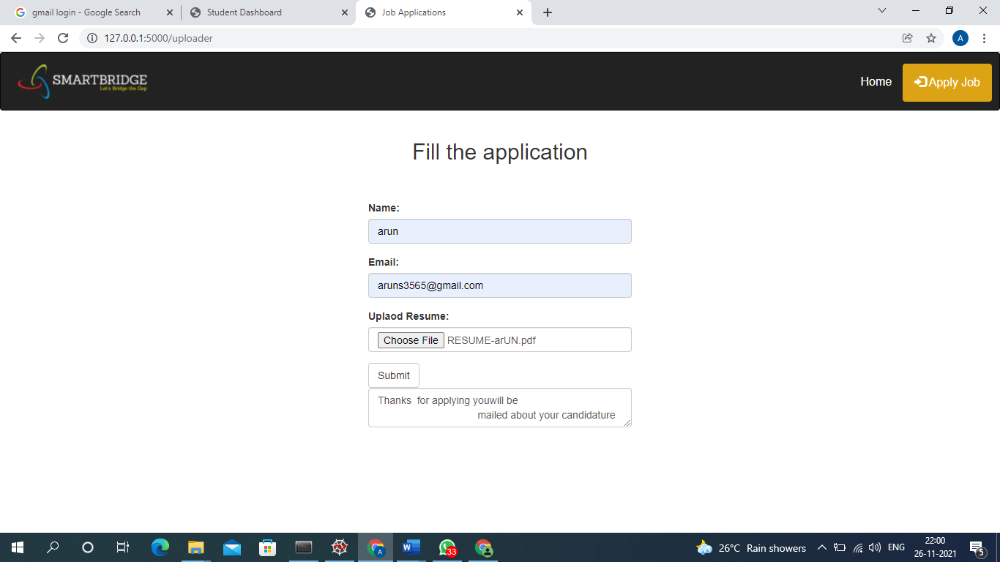 gmail login - Google Search
Student Dashboard
Job Applications
127.0.0.1:5000/uploader
A
SMARTBRIDGE
Let's Bridge the Gap
Home
Apply Job
Fill the application
Name:
arun
Email:
aruns3565@gmail.com
Uplaod Resume:
Choose File RESUME-arUN.pdf
Submit
Thanks  for applying youwill be
mailed about your candidature
A
W
33
26°C Rain showers
ENG
22:00
26-11-2021
5